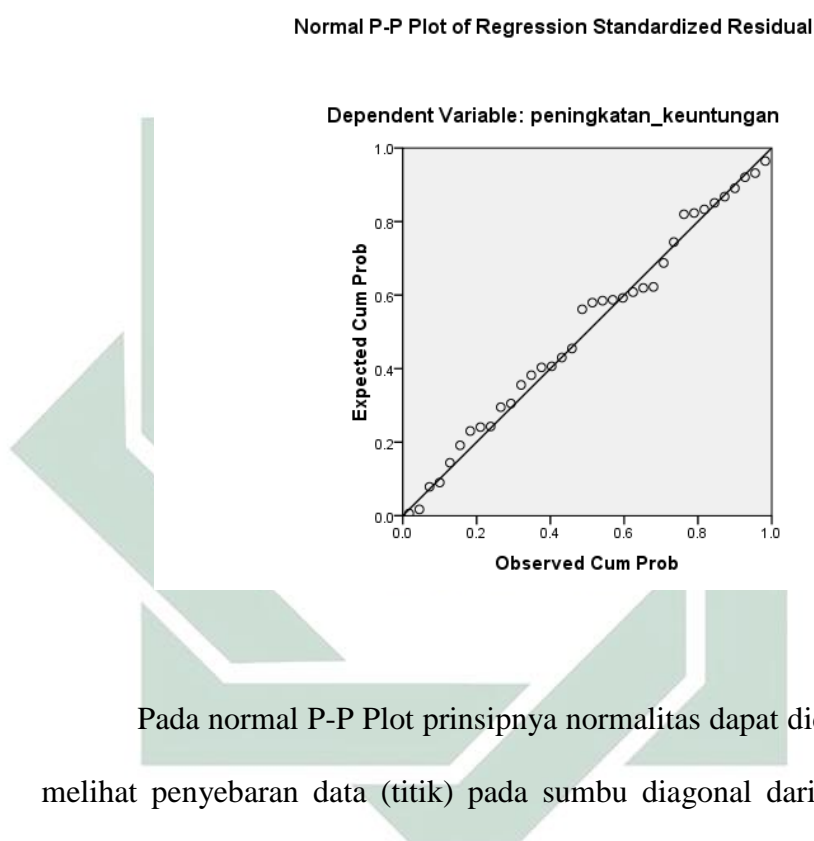 Normal P-P Plot of Regression Standardized Residual
Dependent Variable: peningkatan_keuntungan
1.0
0.8
0.6
0.4
0.2
0.0
Expected Cum Prob
0.0 0.2 0.4 0.6 0.8 1.0
Observed Cum Prob
Pada normal P-P Plot prinsipnya normalitas dapat
melihat penyebaran data (titik) pada sumbu diagonal dari